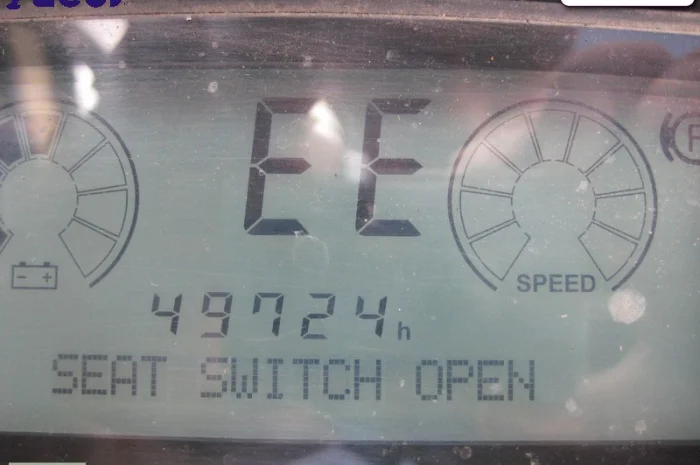 EE
SPEED
49724h
SEAT SWITCH OPEN